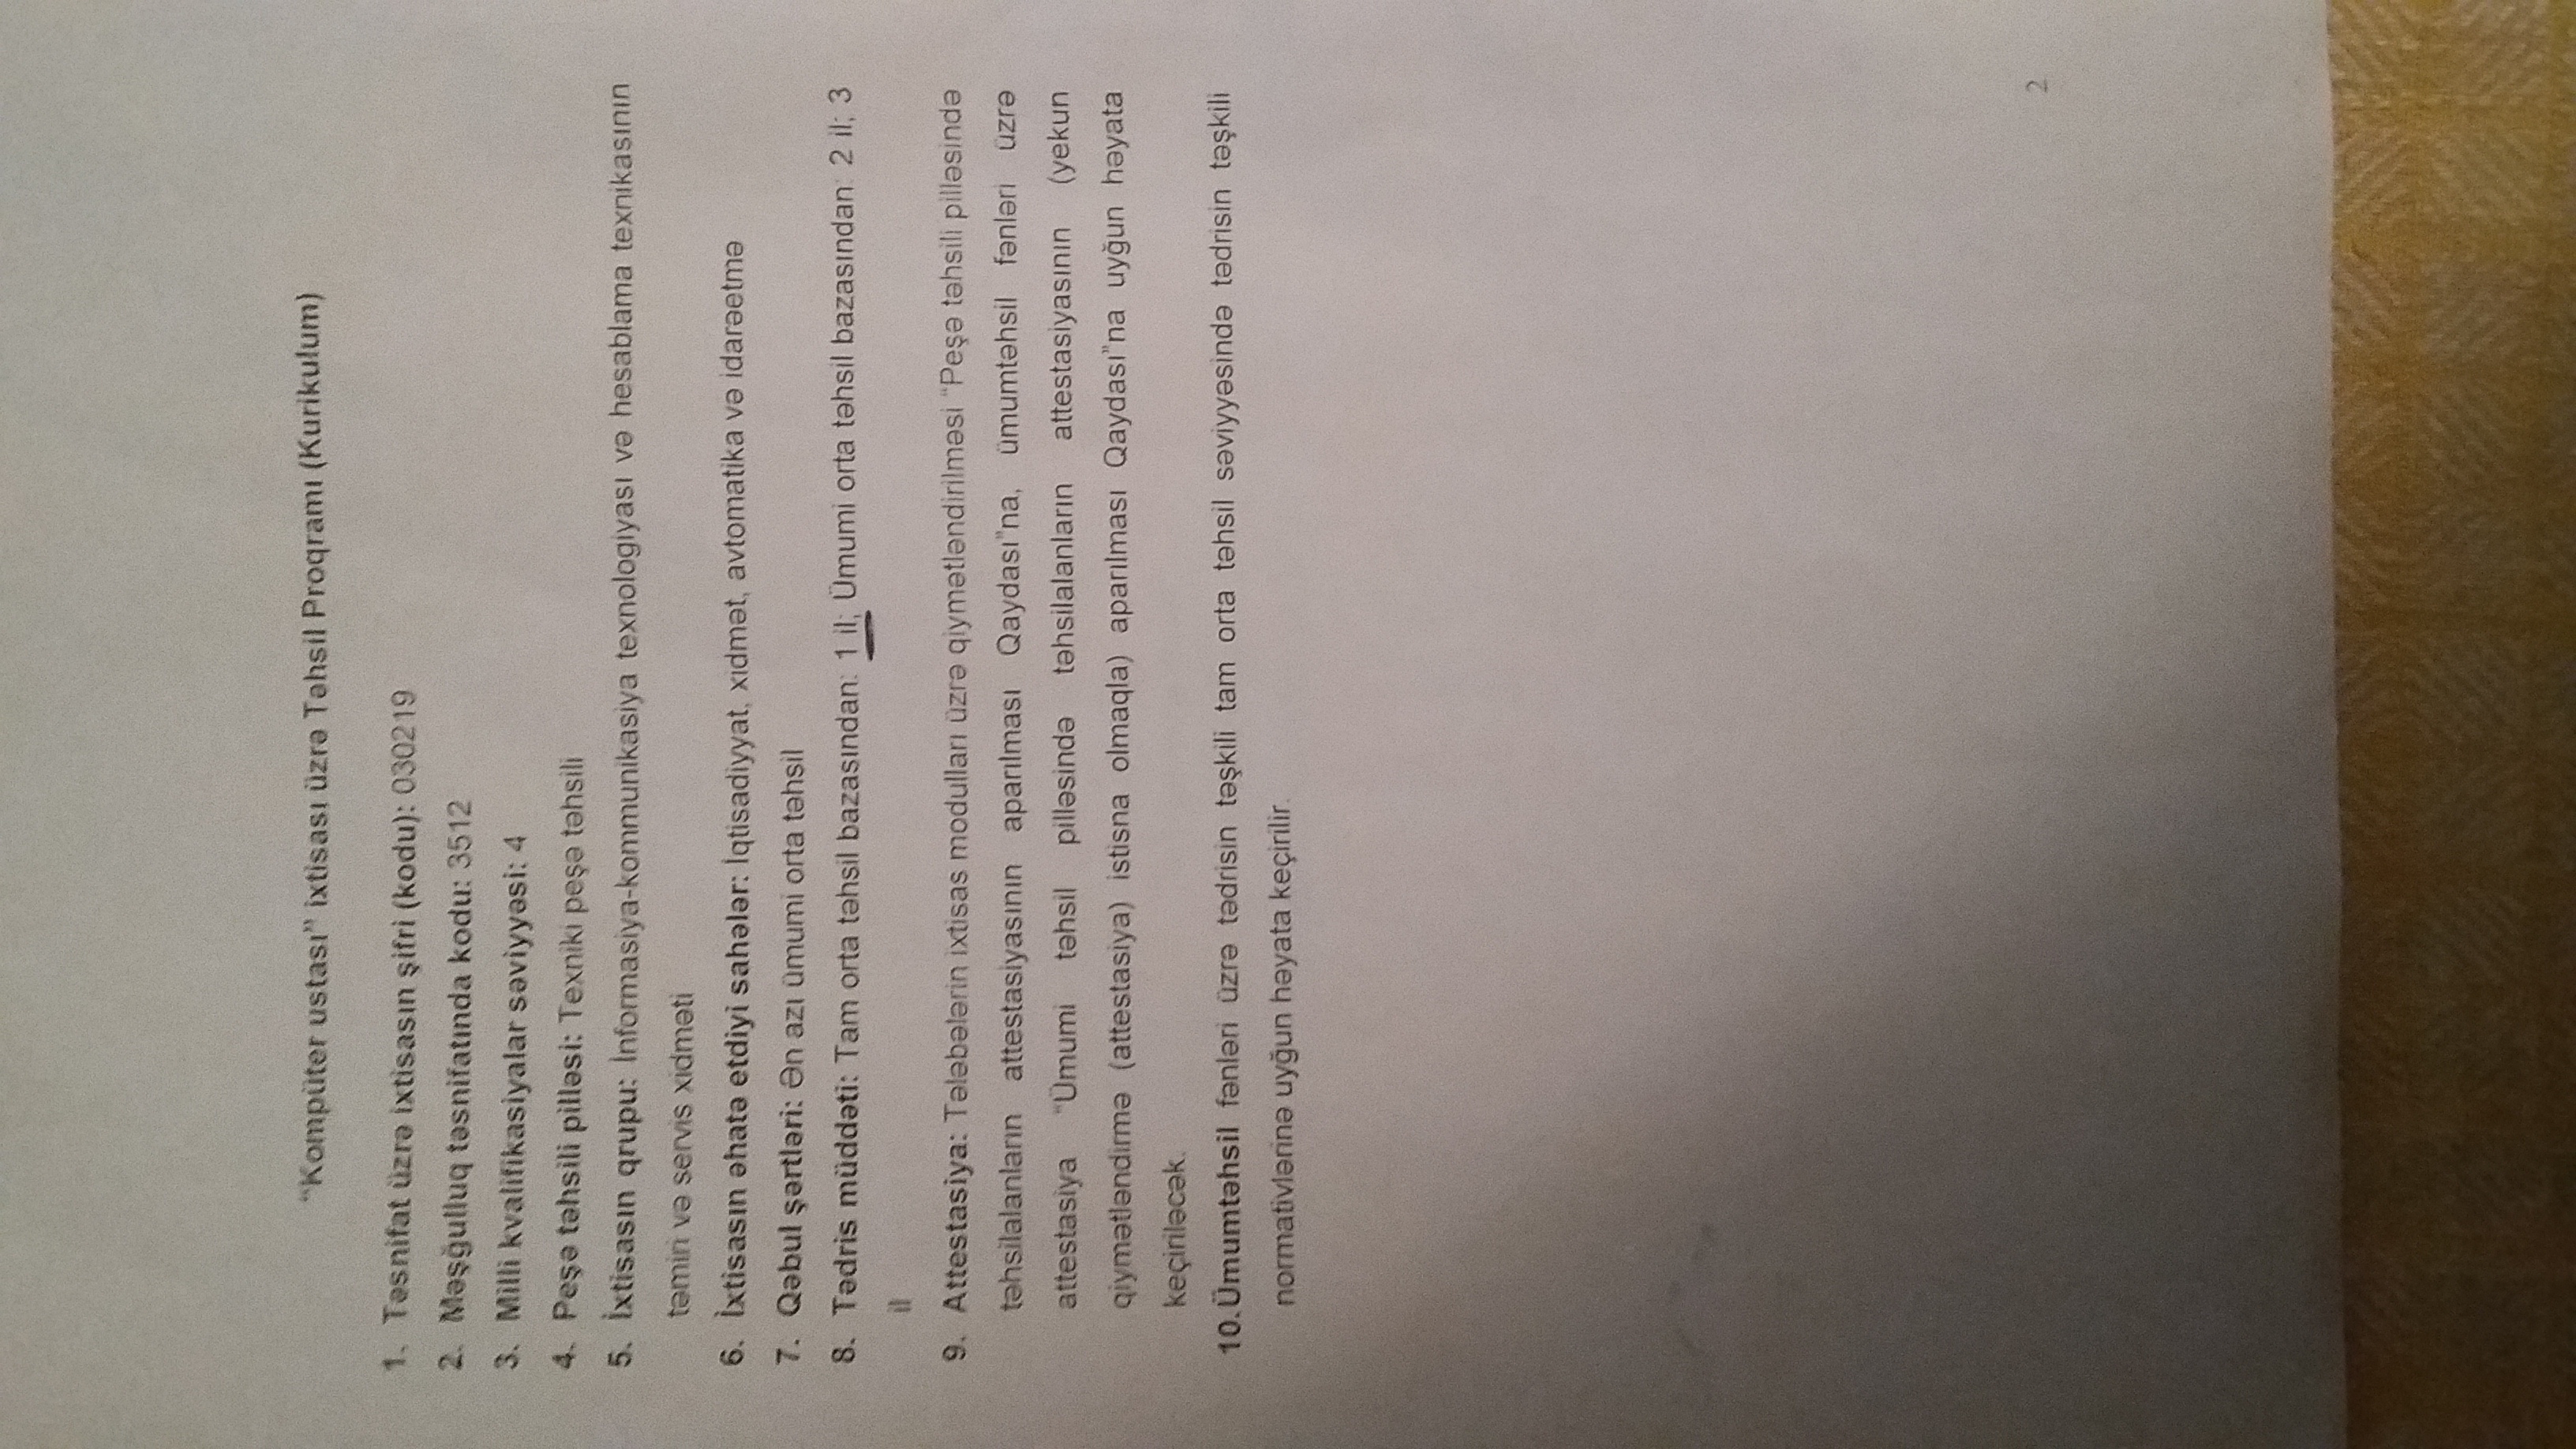 “Kompüter ustası” ixtisası üzrə Təhsil Proqramı (Kurikulum)
1. Təsnifat üzrə ixtisasın şifri (kodu): 030219
2. Məşğulluq təsnifatında kodu: 3512
3. Milli kvalifikasiyalar səviyyəsi: 4
4. Peşə təhsili pilləsi: Texniki peşə təhsili
5. İxtisasın qrupu: İnformasiya-kommunikasiya texnologiyası və hesablama texnikasının
təmiri və servis xidməti
6. İxtisasın əhatə etdiyi sahələr: İqtisadiyyat, xidmət, avtomatika və idarəetmə
7. Qəbul şərtləri: Ən azı ümumi orta təhsil
8. Tədris müddəti: Tam orta təhsil bazasından: 1 il; Ümumi orta təhsil bazasından: 2 il; 3
il
9. Attestasiya: Tələbələrin ixtisas modulları üzrə qiymətləndirilməsi “Peşə təhsili pilləsində
təhsilalanların attestasiyasının aparılması Qaydası”na, ümumtəhsil fənləri üzrə
attestasiya “Ümumi təhsil pilləsində təhsilalanların attestasiyasının (yekun
qiymətləndirmə (attestasiya) istisna olmaqla) aparılması Qaydası”na uyğun həyata
keçiriləcək.
10. Ümumtəhsil fənləri üzrə tədrisin təşkili tam orta təhsil səviyyəsində tədrisin təşkili
normativlərinə uyğun həyata keçirilir.
2